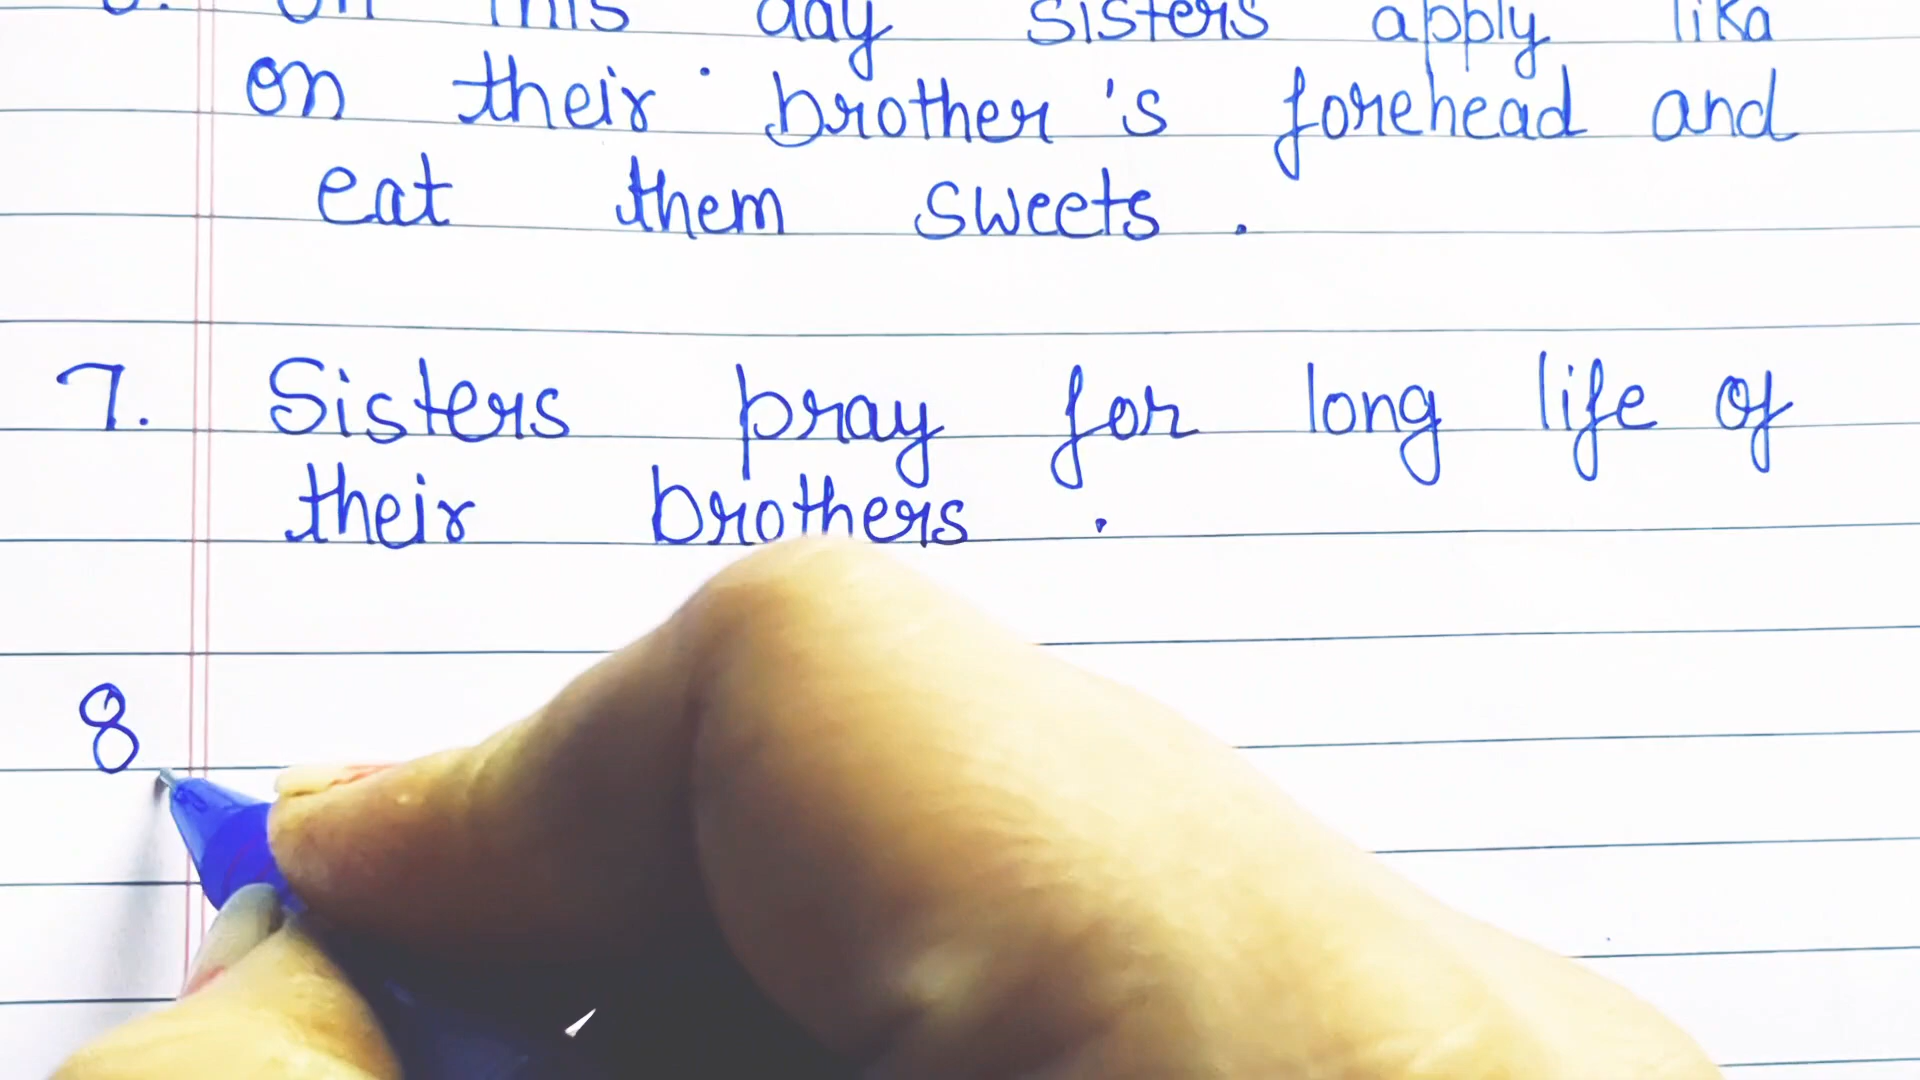 On this day sisters apply tika
on their brother's forehead and
eat them sweets .
7. Sisters pray for long life of
their brothers .
8